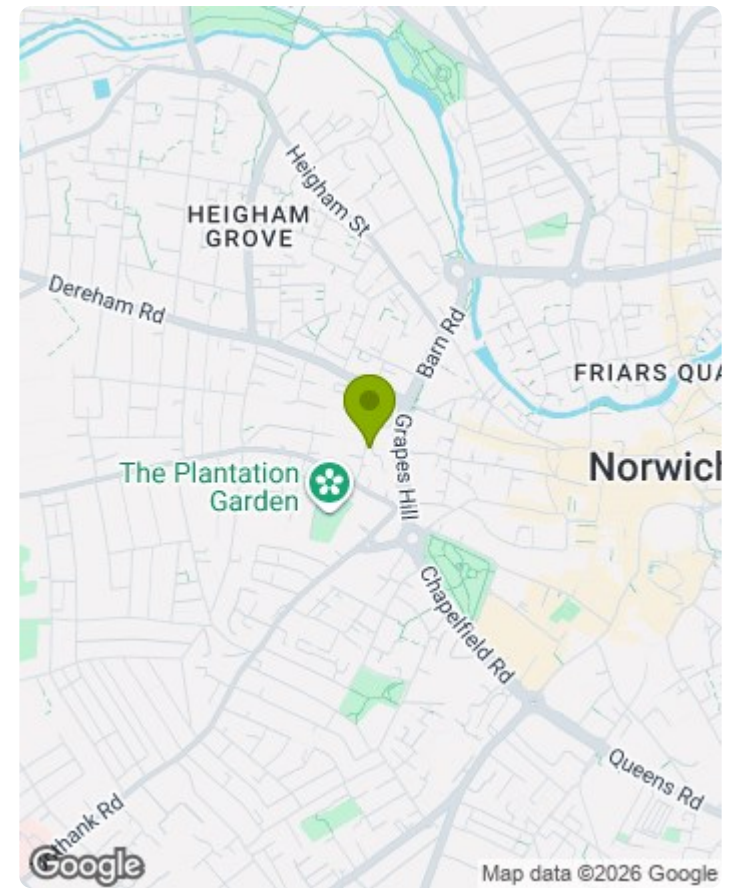 Heigham St
HEIGHAM
GROVE
Dereham Rd
Barn Rd
FRIARS QUA
Grapes Hill
Norwich
The Plantation
Garden
Chapelfield Rd
Queens Rd
thank Rd
Google
Map data ©2026 Google